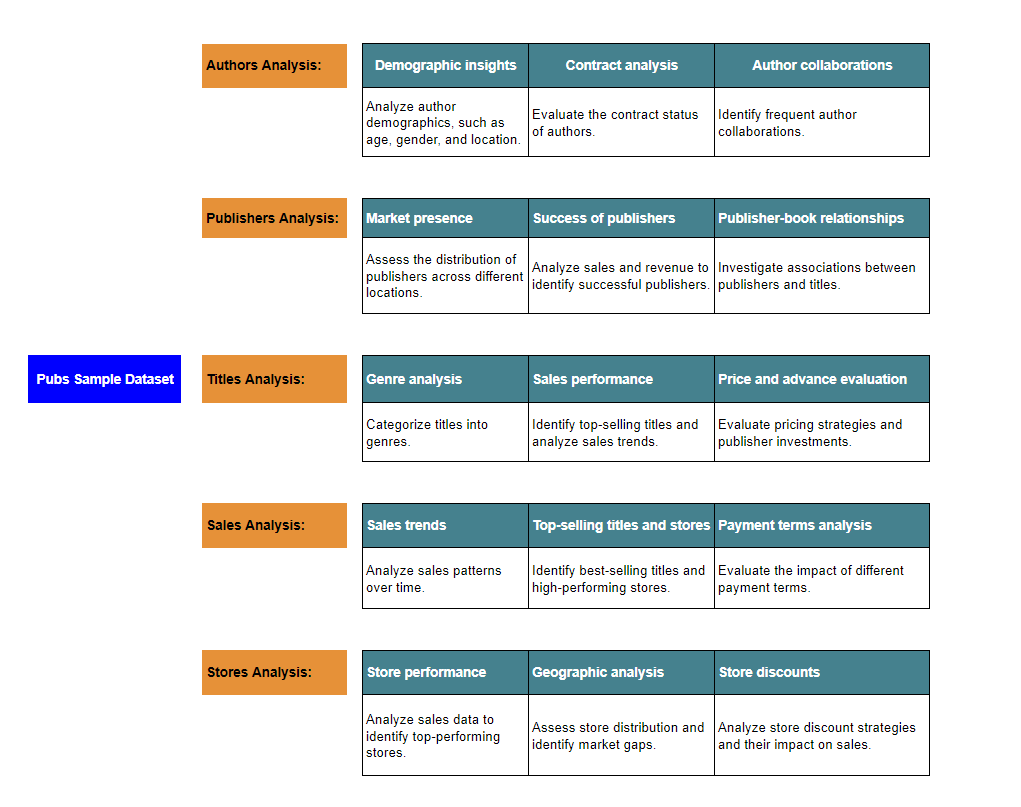 Authors Analysis:
Demographic insights
Contract analysis
Author collaborations
Analyze author
demographics, such as
age, gender, and location.
Evaluate the contract status
of authors.
Identify frequent author
collaborations.
Publishers Analysis:
Market presence
Success of publishers
Publisher-book relationships
Assess the distribution of
publishers across different
locations.
Analyze sales and revenue to
identify successful publishers.
Investigate associations between
publishers and titles.
Pubs Sample Dataset
Titles Analysis:
Genre analysis
Sales performance
Price and advance evaluation
Categorize titles into
genres.
Identify top-selling titles and
analyze sales trends.
Evaluate pricing strategies and
publisher investments.
Sales Analysis:
Sales trends
Top-selling titles and stores
Payment terms analysis
Analyze sales patterns
over time.
Identify best-selling titles and
high-performing stores.
Evaluate the impact of different
payment terms.
Stores Analysis:
Store performance
Geographic analysis
Store discounts
Analyze sales data to
identify top-performing
stores.
Assess store distribution and
identify market gaps.
Analyze store discount strategies
and their impact on sales.